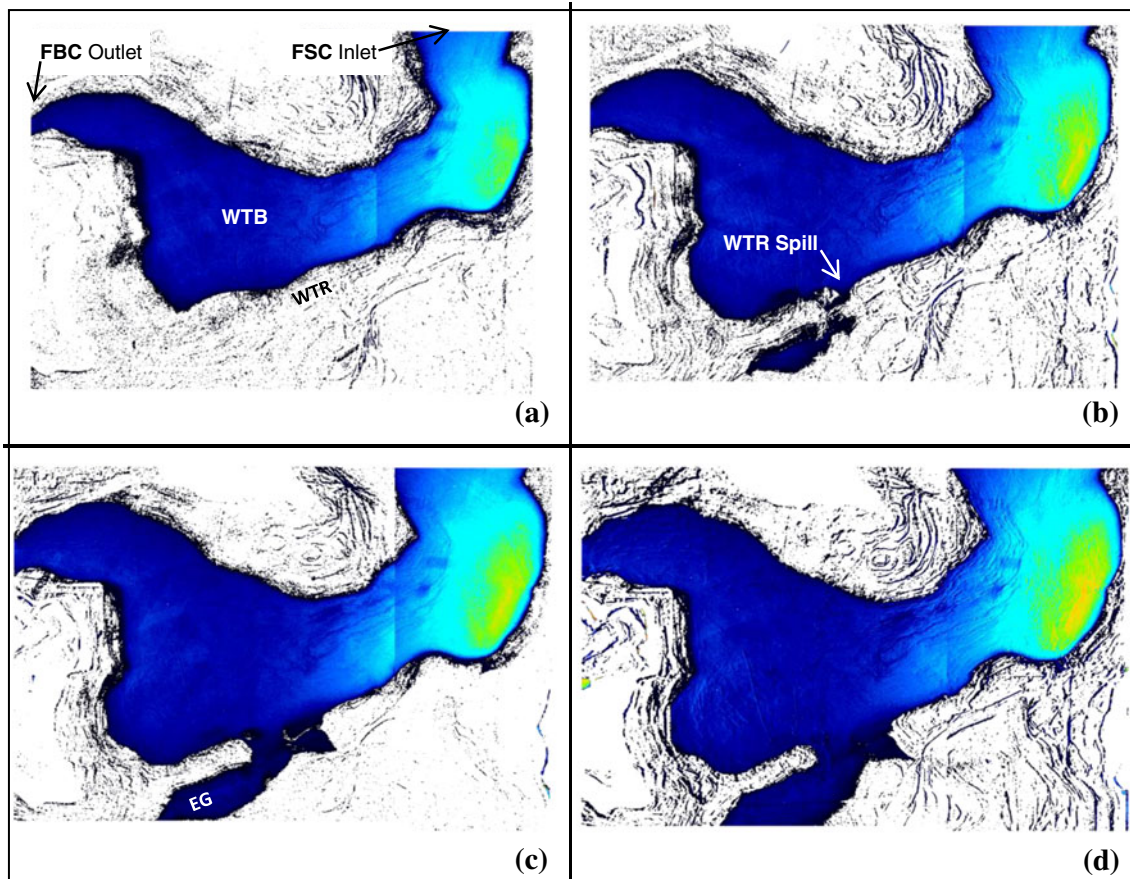 FBC Outlet
FSC Inlet
WTB
WTR
(a)
WTR Spill
(b)
EG
(c)
(d)